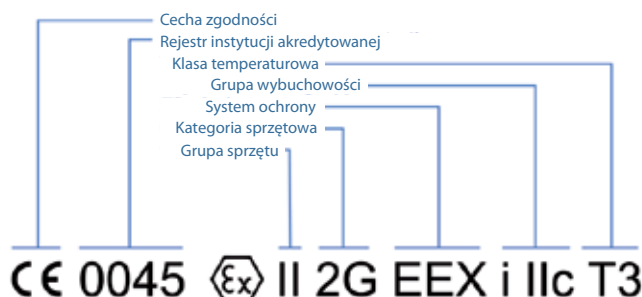 Cecha zgodności
Rejestr instytucji akredytowanej
Klasa temperaturowa
Grupa wybuchowości
System ochrony
Kategoria sprzętowa
Grupa sprzętu
CE 0045 Ex II 2G EEX i IIc T3